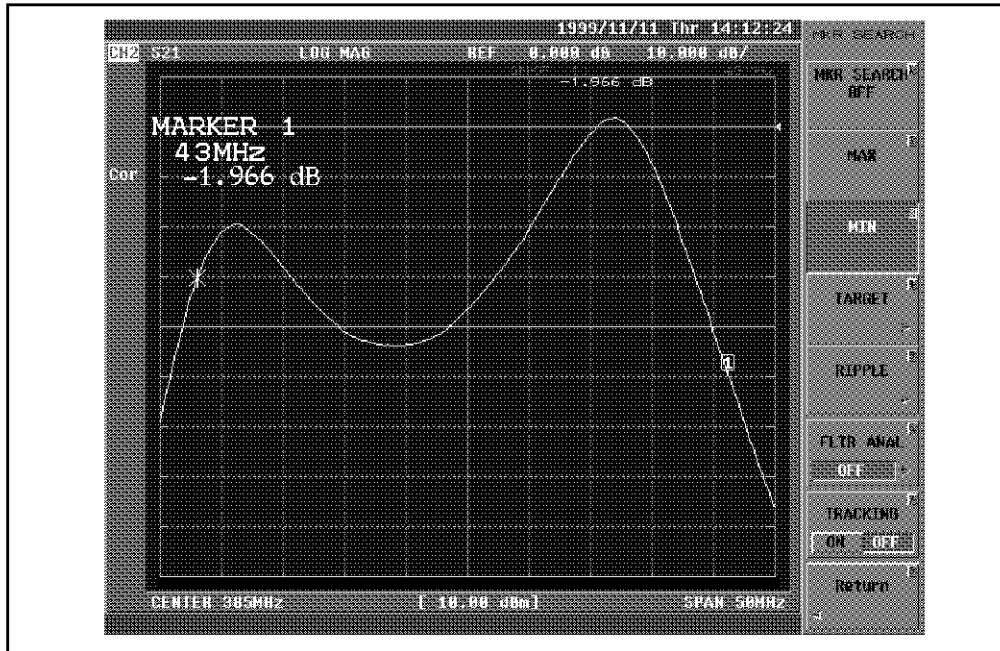 1999/11/11 Thr 14:12:24
MKR SEARCH
CH2 S21 LOG MAG REF 0.000 dB 10.000 dB/
-1.966 dB
MARKER 1
43MHz
-1.966 dB
Cor
1
MKR SEARCH
OFF
MAX
MIN
TARGET
RIPPLE
FLTR ANAL
OFF
TRACKING
ON OFF
Return
CENTER 385MHz [ 10.00 dBm] SPAN 50MHz